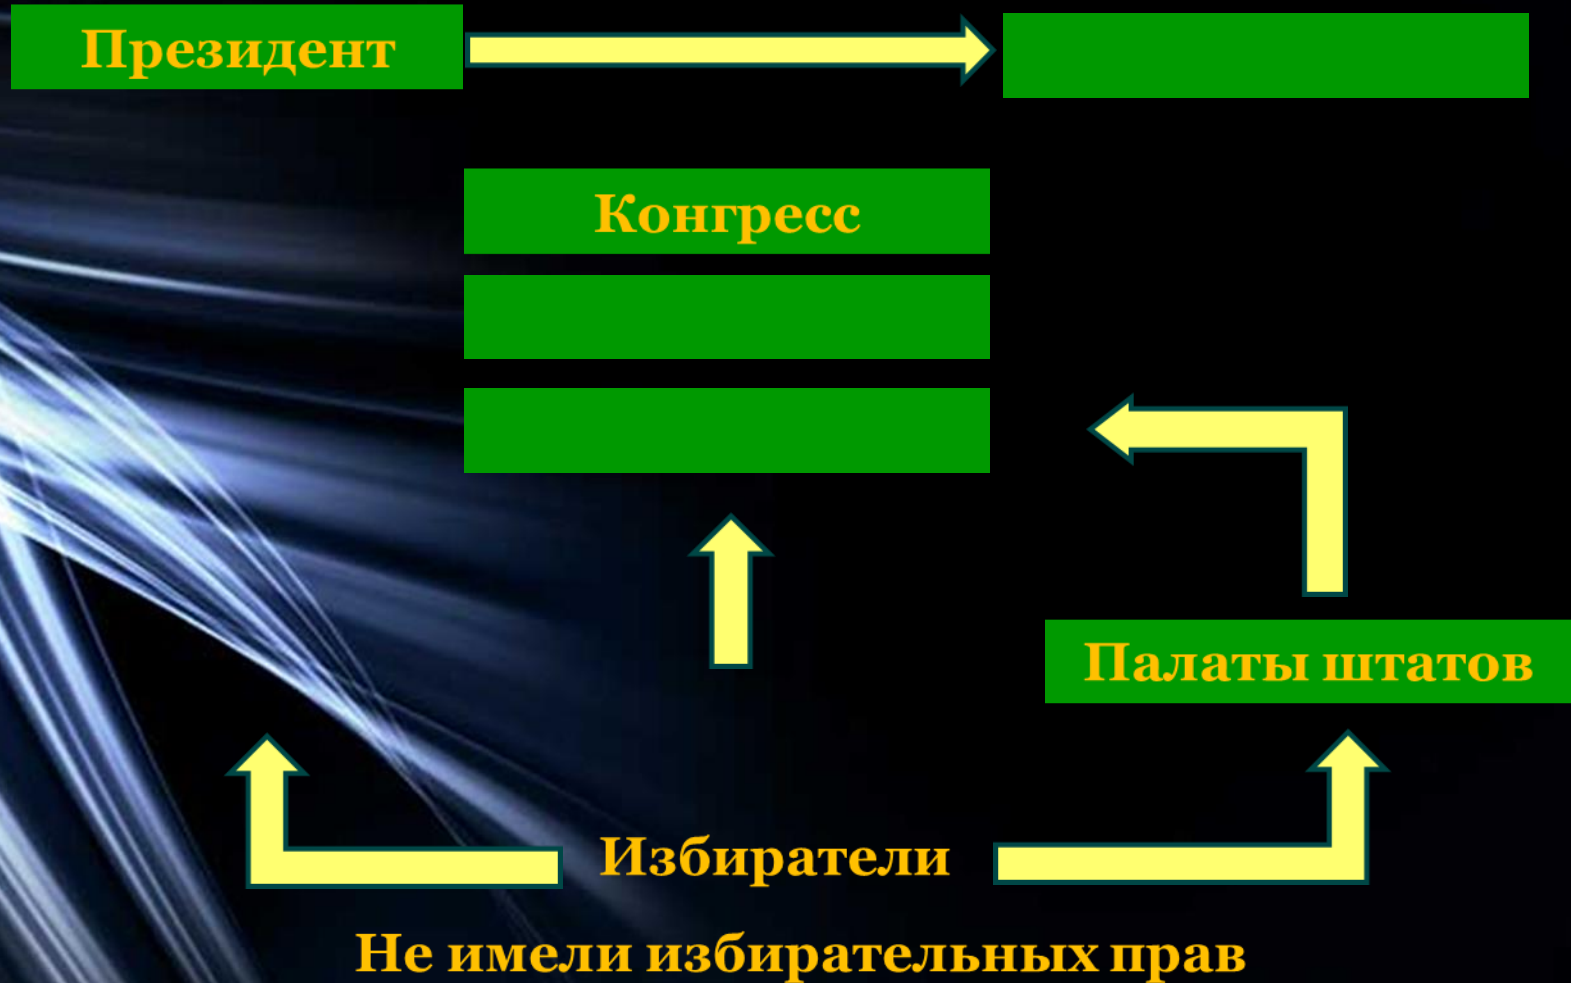 Президент
Конгресс
Палаты штатов
Избиратели
Не имели избирательных прав